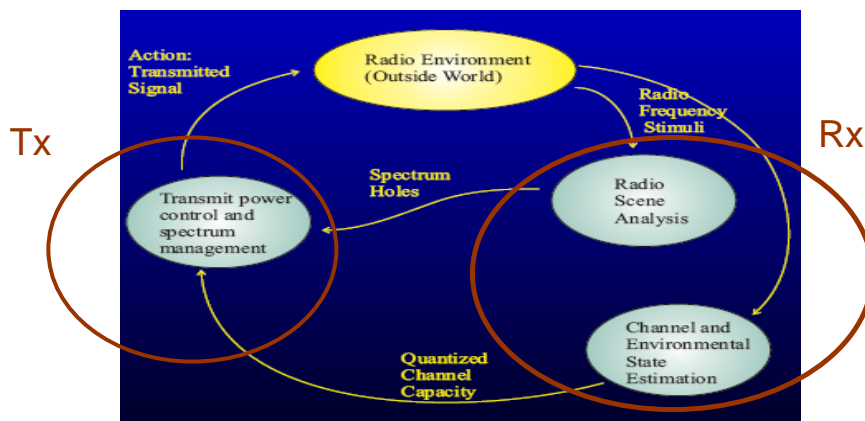 Action:
Transmitted
Signal
Radio Environment
(Outside World)
Radio
Frequency
Stimuli
Tx
Rx
Spectrum
Holes
Transmit power
control and
spectrum
management
Radio
Scene
Analysis
Quantized
Channel
Capacity
Channel and
Environmental
State
Estimation